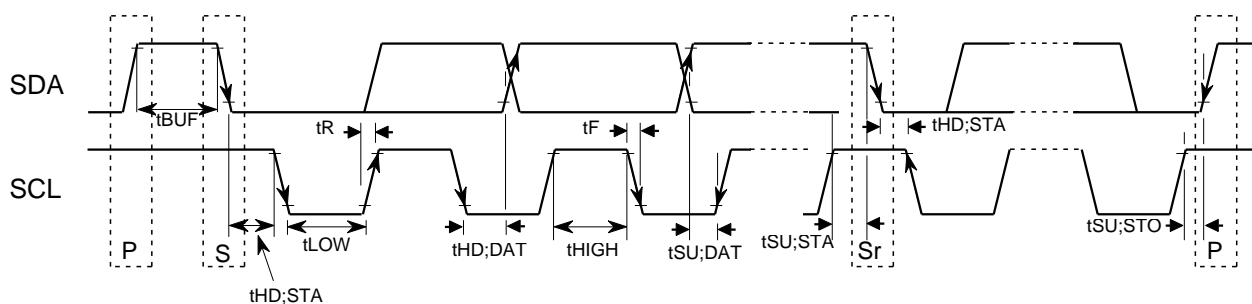 SDA
tBUF
tR
tF
tHD;STA
SCL
P
S
tLOW
tHD;DAT
tHIGH
tSU;DAT
tSU;STA
Sr
tSU;STO
P
tHD;STA